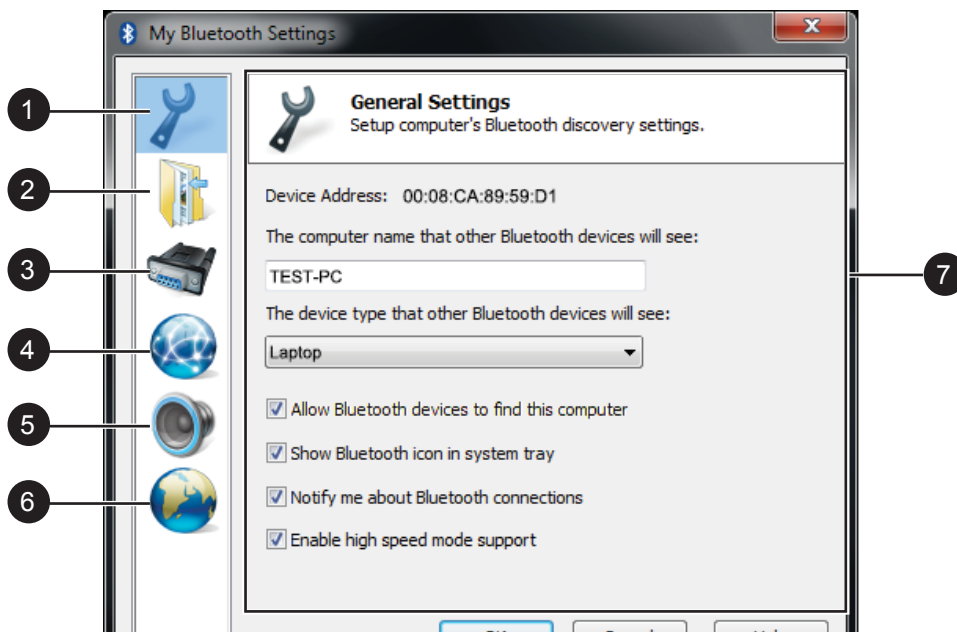 My Bluetooth Settings
1
General Settings
Setup computer's Bluetooth discovery settings.
2
Device Address: 00:08:CA:89:59:D1
The computer name that other Bluetooth devices will see:
3
TEST-PC
7
The device type that other Bluetooth devices will see:
4
Laptop
Allow Bluetooth devices to find this computer
5
Show Bluetooth icon in system tray
6
Notify me about Bluetooth connections
Enable high speed mode support